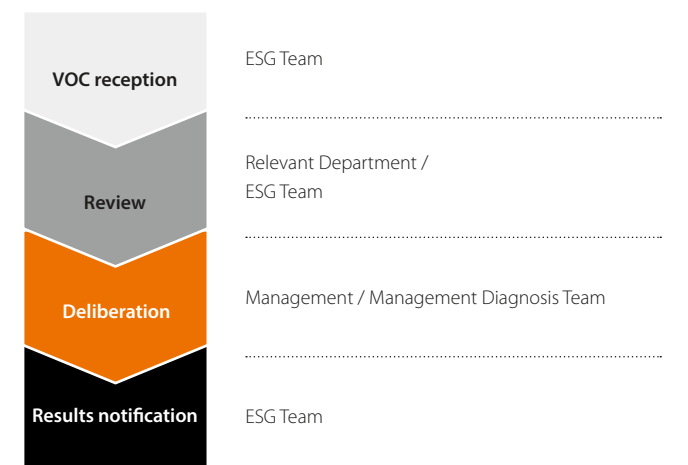 VOC reception
ESG Team
Review
Relevant Department /
ESG Team
Deliberation
Management / Management Diagnosis Team
Results notification
ESG Team